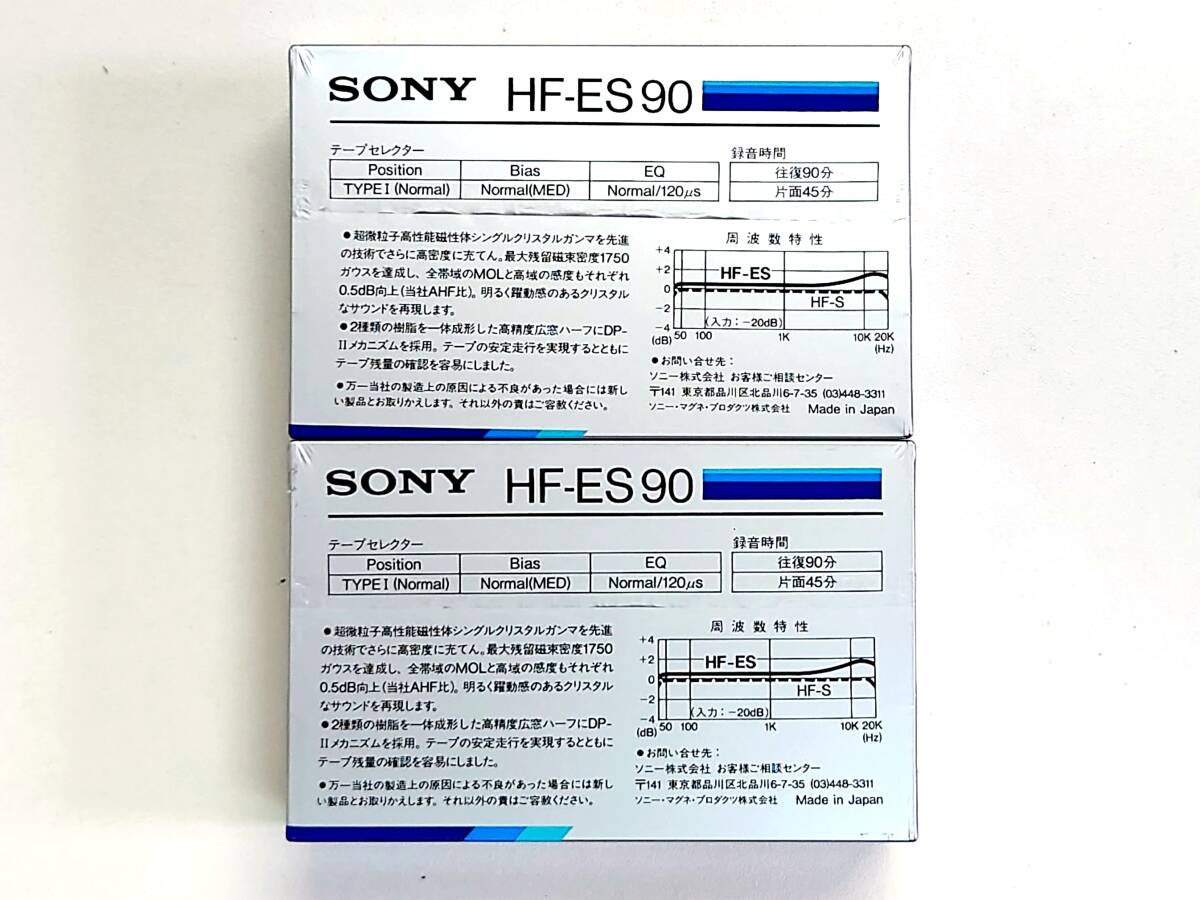 SONY HF-ES90
テープセレクター 録音時間
Position Bias EQ 往復90分
TYPE I (Normal) Normal(MED) Normal/120μs 片面45分
●超微粒子高性能磁性体シングルクリスタルガンマを先進
の技術でさらに高密度に充てん。最大残留磁束密度1750
ガウスを達成し、全帯域のMOLと高域の感度もそれぞれ
0.5dB向上(当社AHF比)。明るく躍動感のあるクリスタル
なサウンドを再現します。
●2種類の樹脂を一体成形した高精度広窓ハーフにDP-
IIメカニズムを採用。テープの安定走行を実現するとともに
テープ残量の確認を容易にしました。
●万一当社の製造上の原因による不良があった場合には新し
い製品とお取りかえします。それ以外の責はご容赦ください。
周波数特性
+4
+2
0
-2
-4
(dB)
HF-ES
HF-S
(入力:-20dB)
50 100 1K 10K 20K
(Hz)
●お問い合せ先:
ソニー株式会社 お客様ご相談センター
〒141 東京都品川区北品川6-7-35 (03)448-3311
ソニー・マグネ・プロダクツ株式会社 Made in Japan
SONY HF-ES90
テープセレクター 録音時間
Position Bias EQ 往復90分
TYPE I (Normal) Normal(MED) Normal/120μs 片面45分
●超微粒子高性能磁性体シングルクリスタルガンマを先進
の技術でさらに高密度に充てん。最大残留磁束密度1750
ガウスを達成し、全帯域のMOLと高域の感度もそれぞれ
0.5dB向上(当社AHF比)。明るく躍動感のあるクリスタル
なサウンドを再現します。
●2種類の樹脂を一体成形した高精度広窓ハーフにDP-
IIメカニズムを採用。テープの安定走行を実現するとともに
テープ残量の確認を容易にしました。
●万一当社の製造上の原因による不良があった場合には新し
い製品とお取りかえします。それ以外の責はご容赦ください。
周波数特性
+4
+2
0
-2
-4
(dB)
HF-ES
HF-S
(入力:-20dB)
50 100 1K 10K 20K
(Hz)
●お問い合せ先:
ソニー株式会社 お客様ご相談センター
〒141 東京都品川区北品川6-7-35 (03)448-3311
ソニー・マグネ・プロダクツ株式会社 Made in Japan